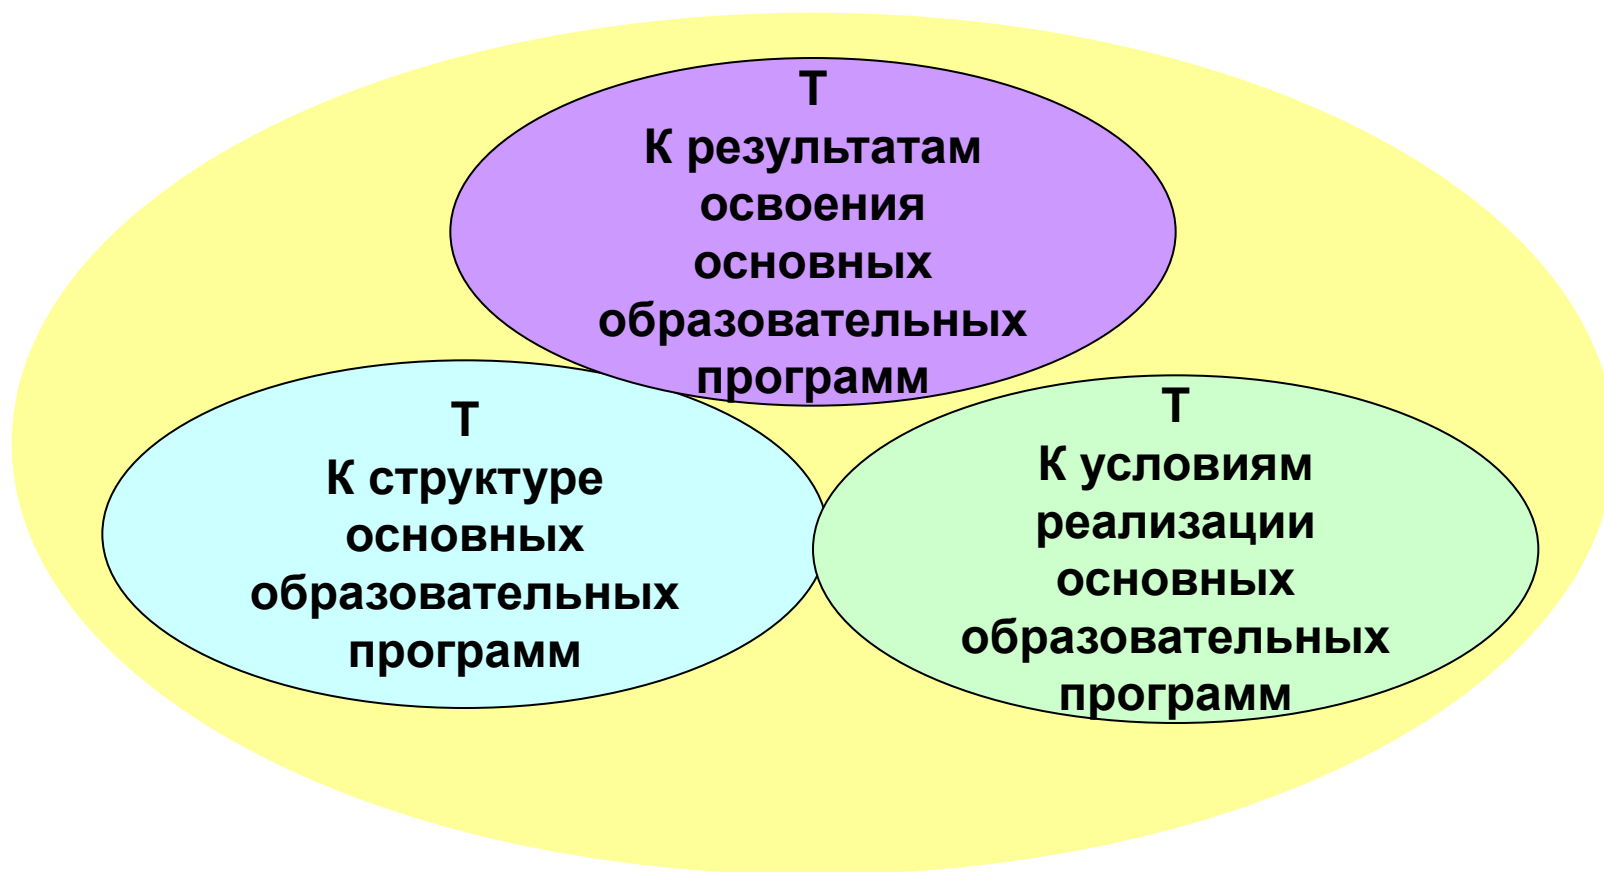 Т
К результатам
освоения
основных
образовательных
программ
Т
К структуре
основных
образовательных
программ
Т
К условиям
реализации
основных
образовательных
программ